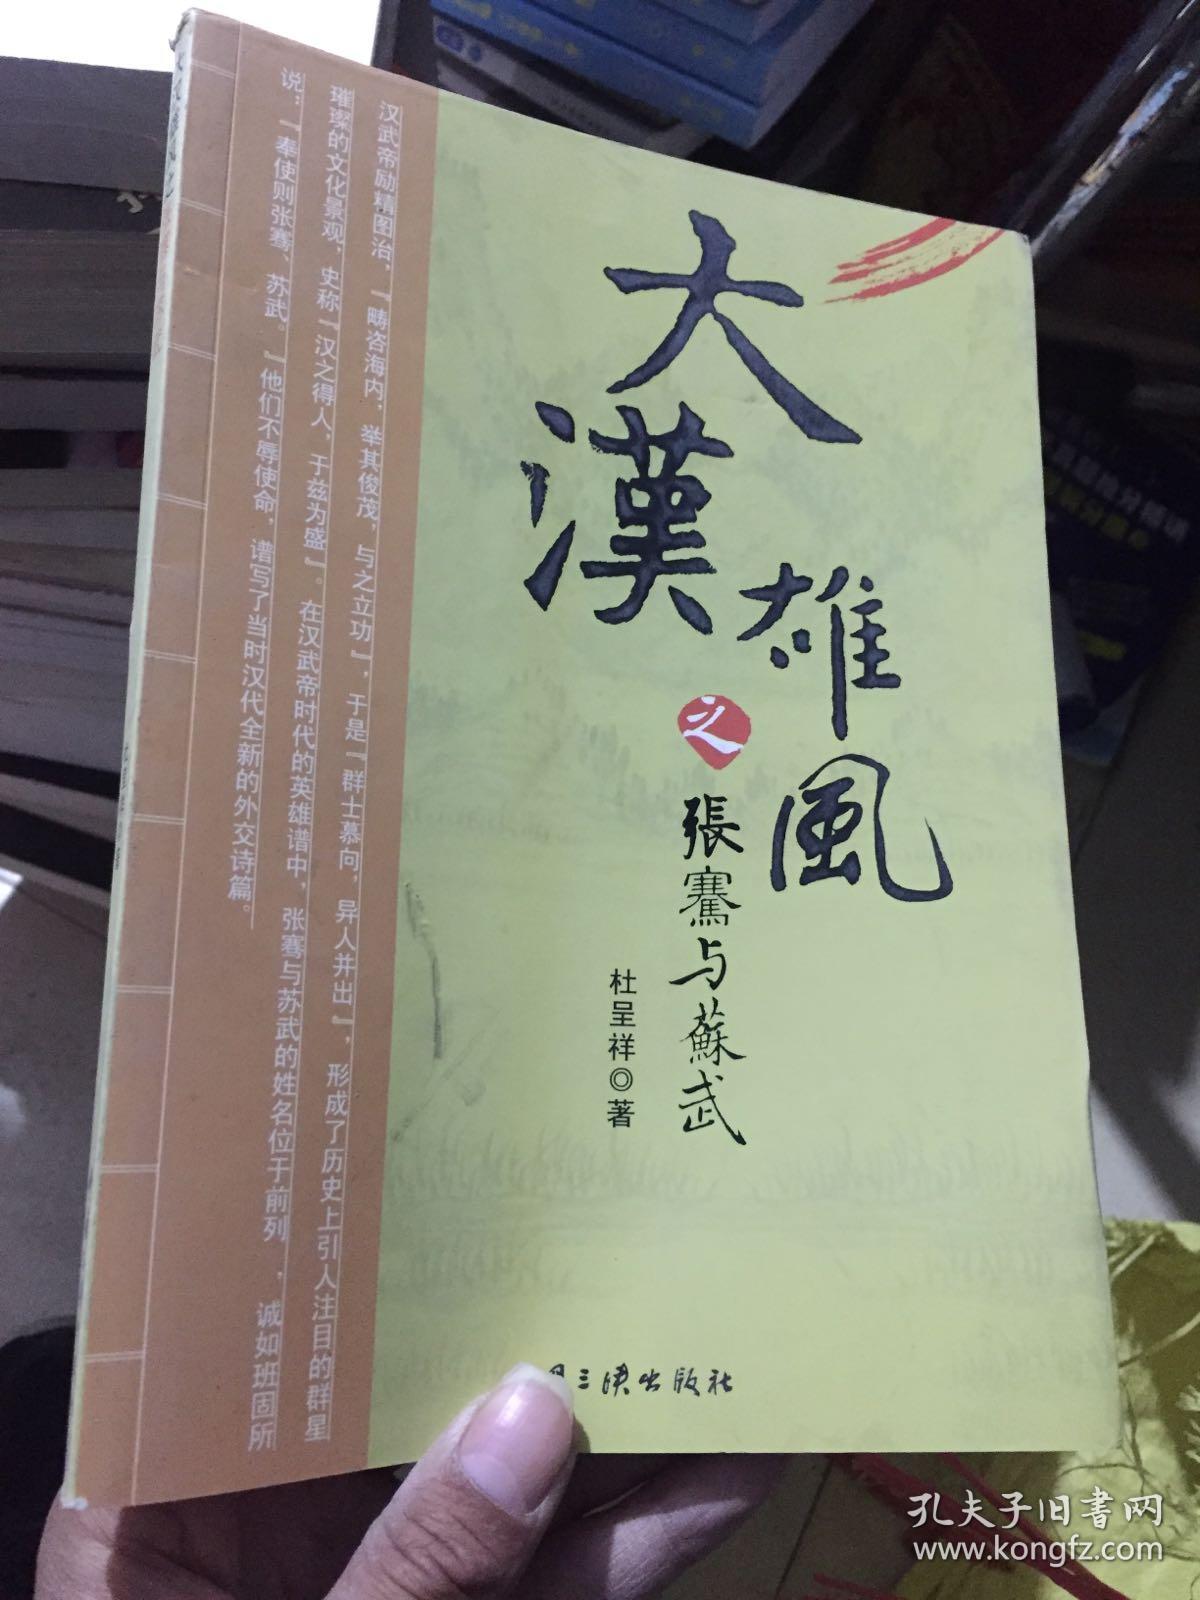 大漢
雄風
之
張騫与蘇武
杜呈祥◎著
汉武帝励精图治，『畴咨海内，举其俊茂，与之立功』，于是『群士慕向，异人并出』，形成了历史上引人注目的群星
璀璨的文化景观，史称『汉之得人，于兹为盛』。在汉武帝时代的英雄谱中，张骞与苏武的姓名位于前列，诚如班固所
说：『奉使则张骞、苏武。』他们不辱使命，谱写了当时汉代全新的外交诗篇。
三峡出版社
孔夫子旧书网
www.kongfz.com